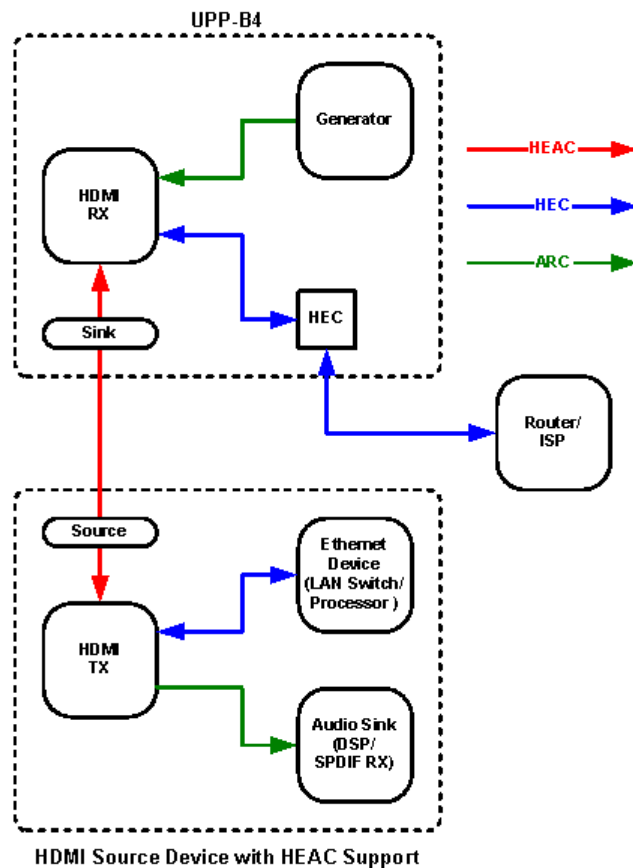 UPP-B4
Generator
HDMI
RX
HEAC
HEC
ARC
Sink
HEC
Router/
ISP
Source
Ethernet
Device
(LAN Switch/
Processor )
HDMI
TX
Audio Sink
(DSP/
SPDIF RX)
HDMI Source Device with HEAC Support